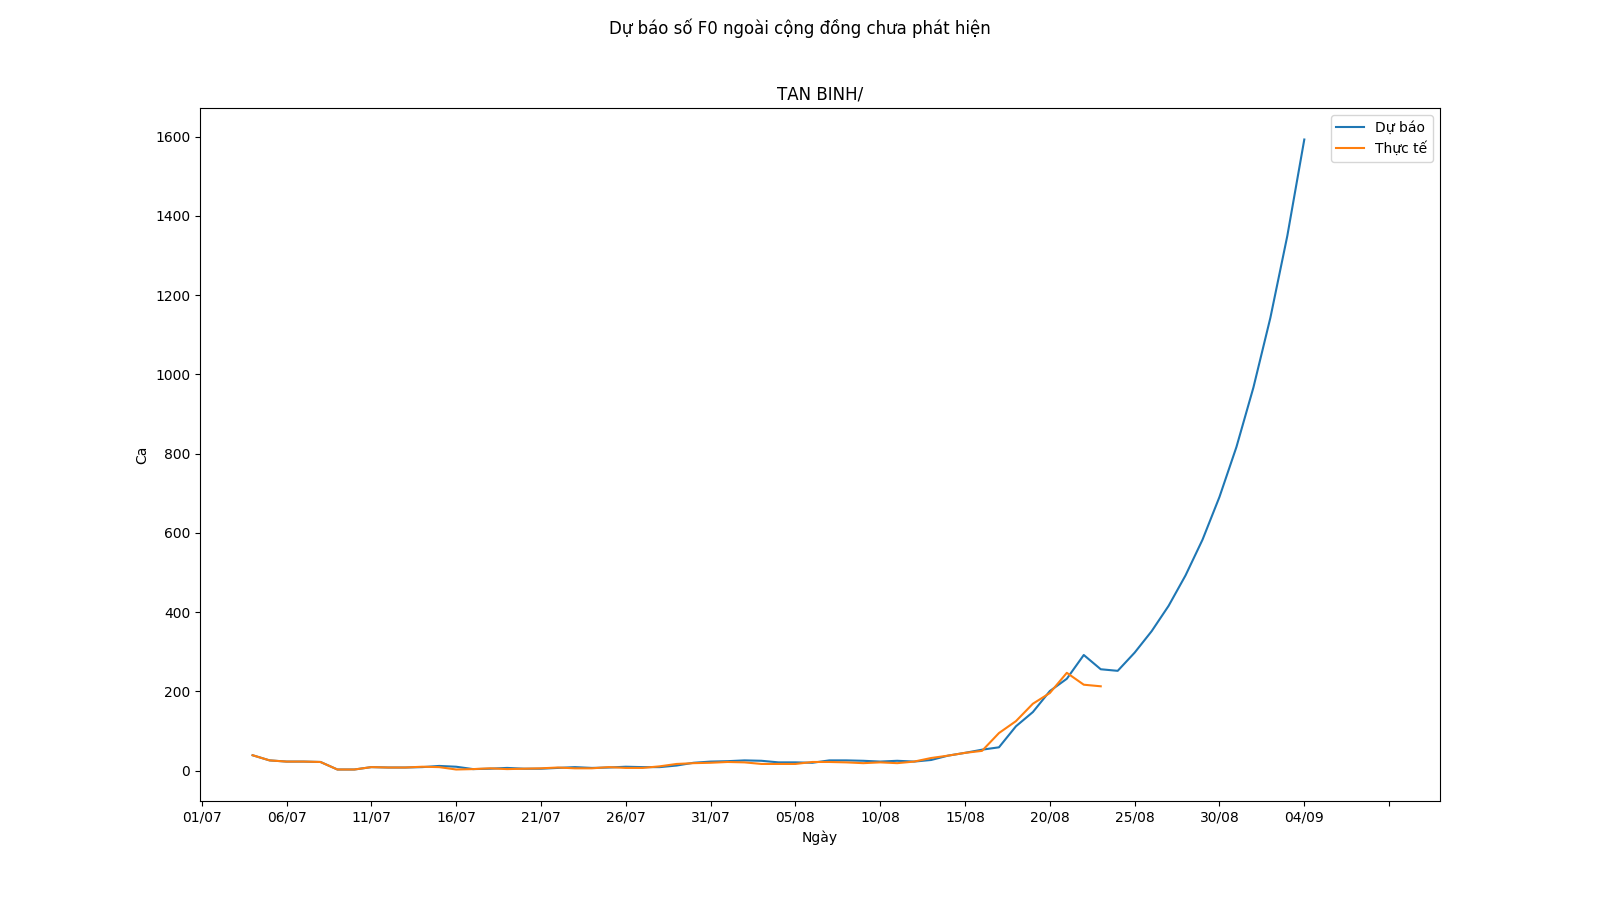 Dự báo số F0 ngoài cộng đồng chưa phát hiện
TAN BINH/
Dự báo
Thực tế
1600
1400
1200
1000
800
600
400
200
0
Ca
01/07 06/07 11/07 16/07 21/07 26/07 31/07 05/08 10/08 15/08 20/08 25/08 30/08 04/09
Ngày